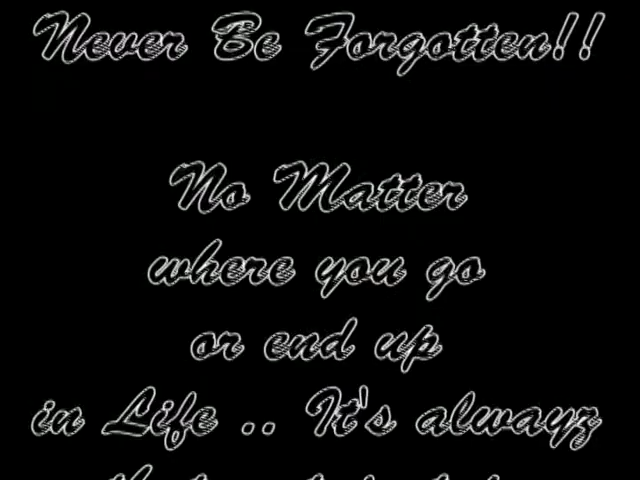 Never Be Forgotten!!
No Matter
where you go
or end up
in Life .. It's alwayz